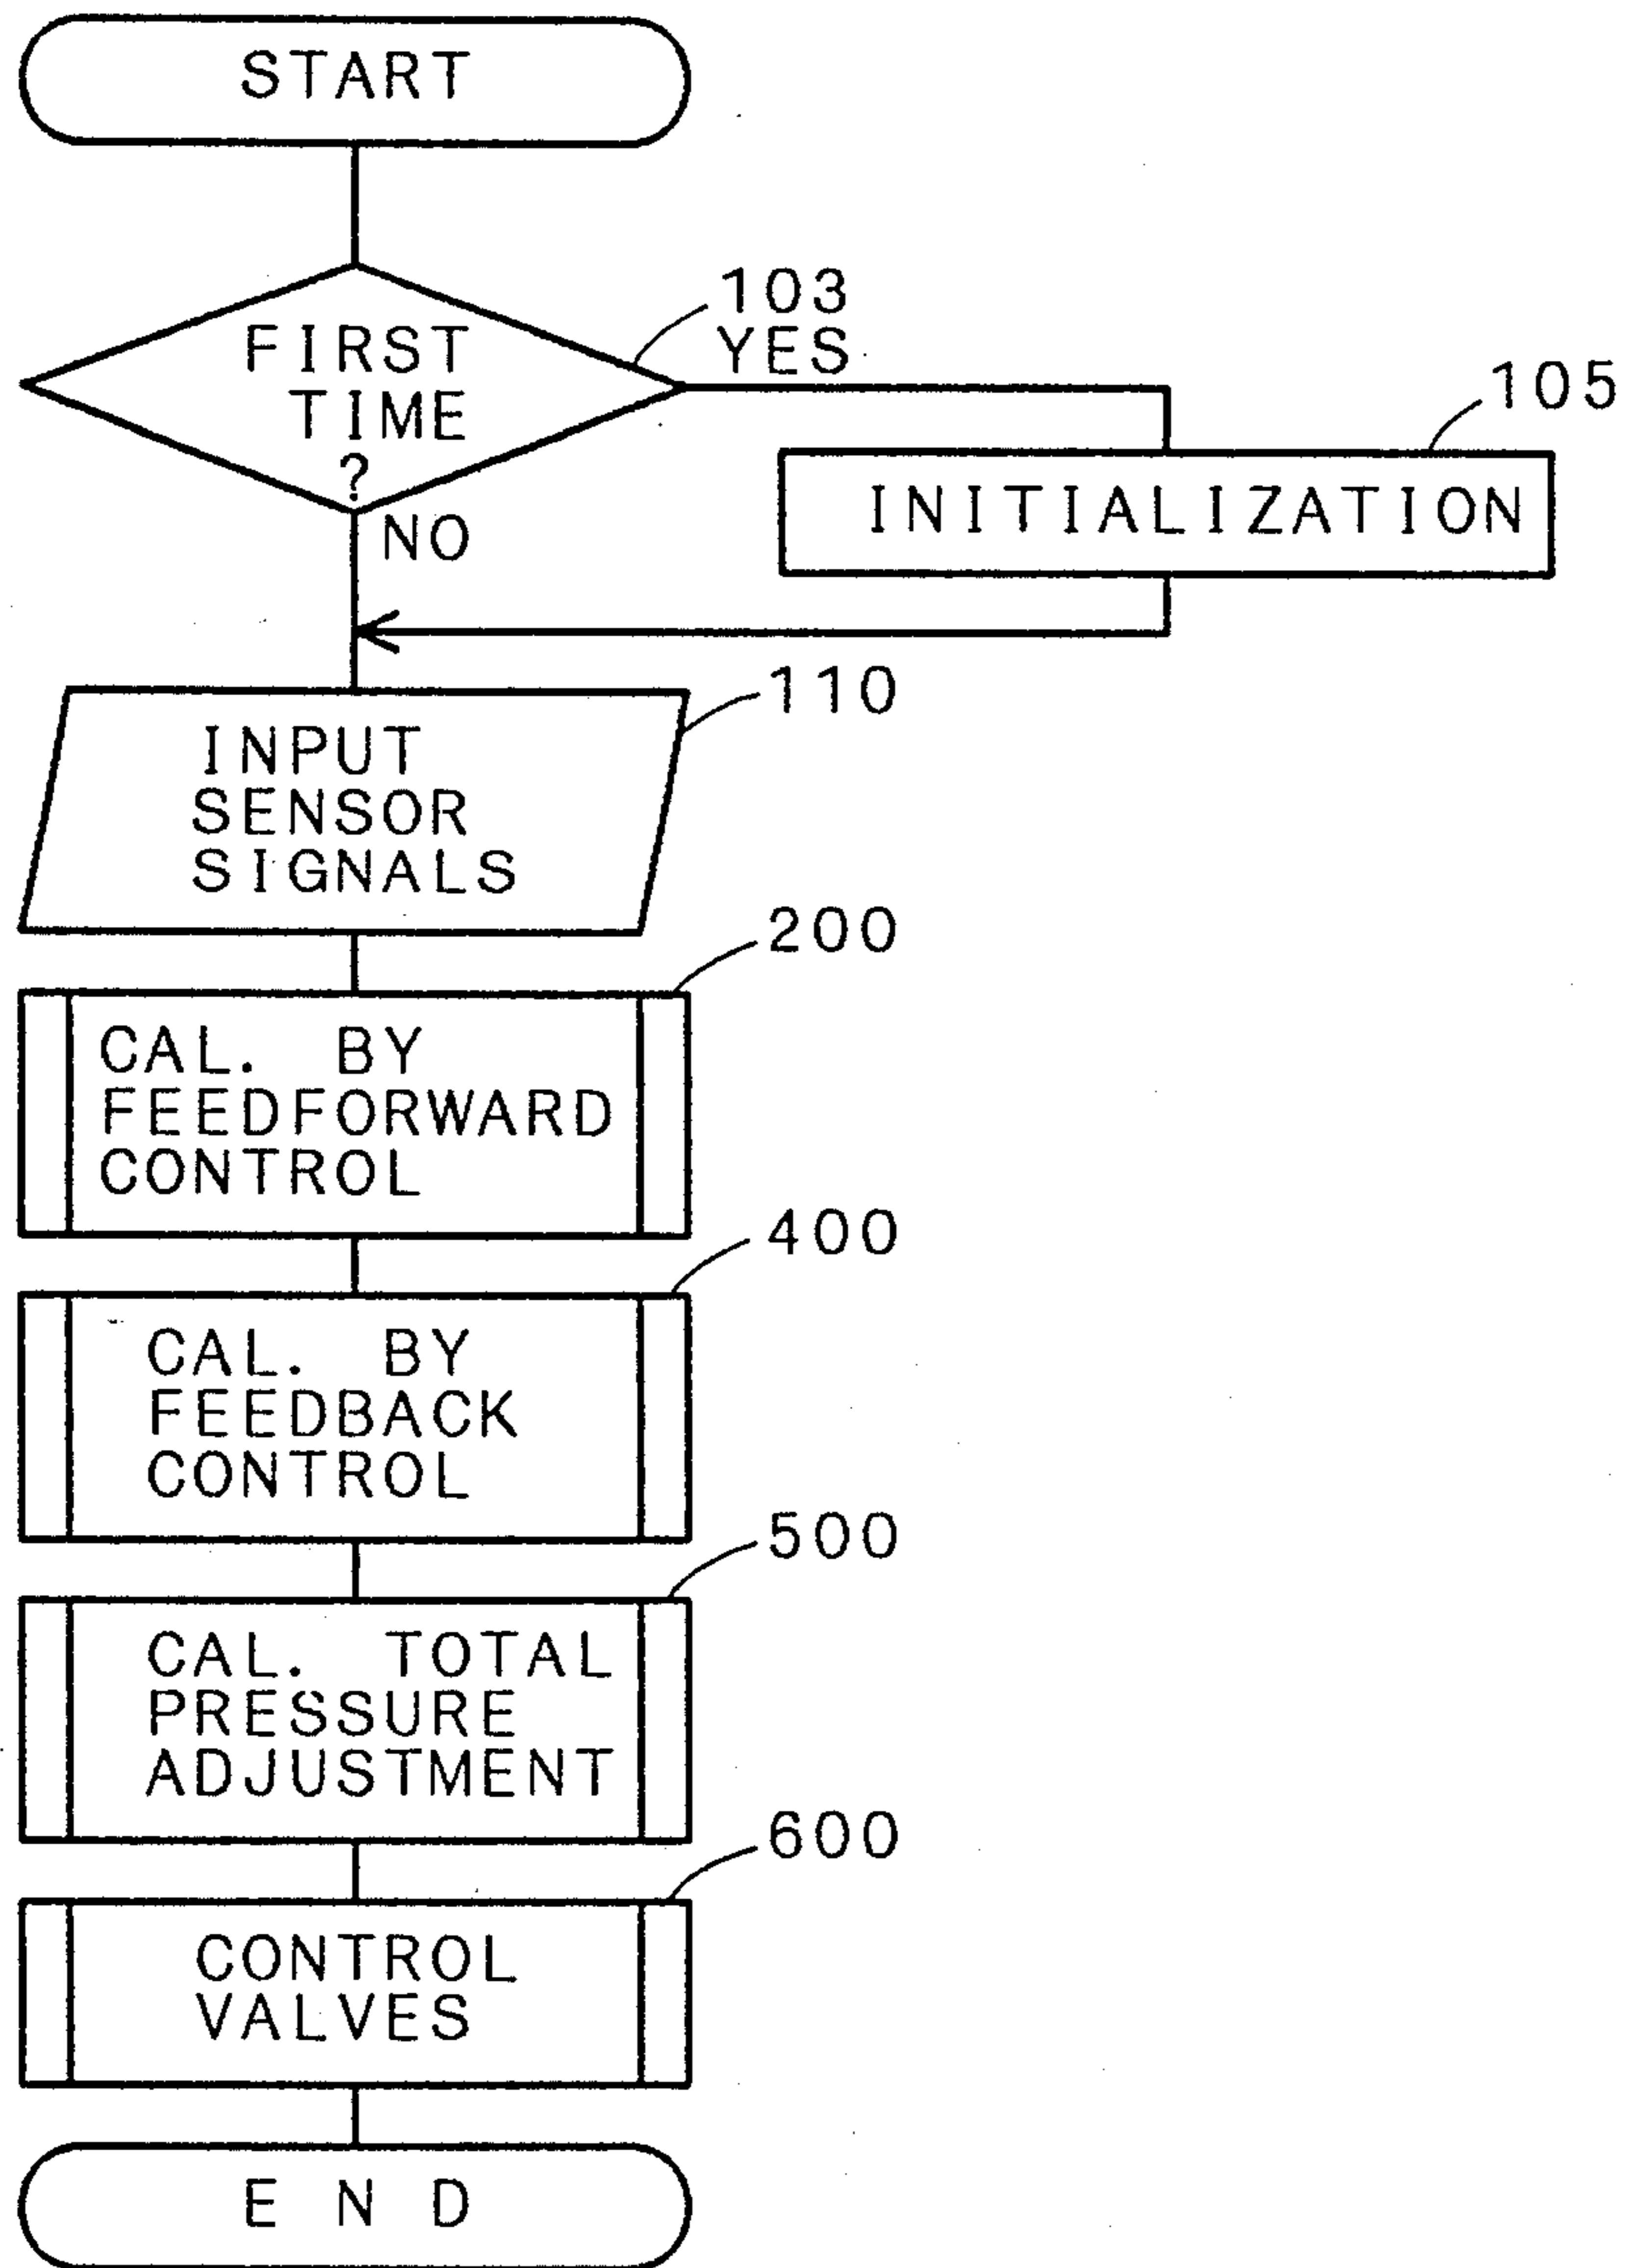 START
FIRST
TIME
?
103
YES
105
INITIALIZATION
NO
110
INPUT
SENSOR
SIGNALS
200
CAL. BY
FEEDFORWARD
CONTROL
400
CAL. BY
FEEDBACK
CONTROL
500
CAL. TOTAL
PRESSURE
ADJUSTMENT
600
CONTROL
VALVES
END